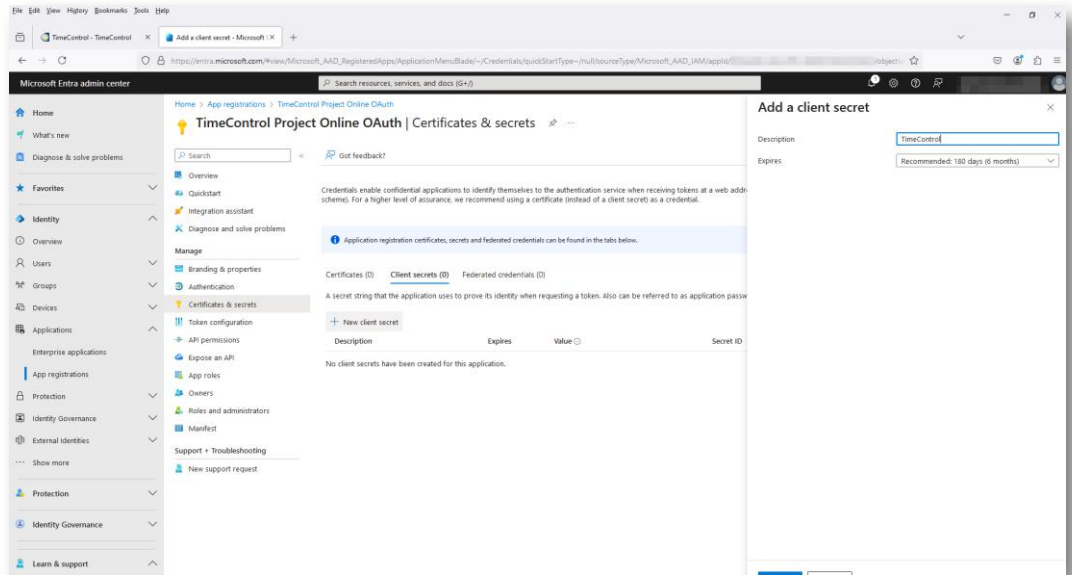 File Edit View History Bookmarks Tools Help
TimeControl - TimeControl
Add a client secret - Microsoft
https://entra.microsoft.com/#view/Microsoft_AAD_RegisteredApps/ApplicationMenuBlade/~/Credentials/quickStartType~/null/sourceType/Microsoft_AAD_IAM/appId/
/objectI
Microsoft Entra admin center
Search resources, services, and docs (G+/)
Home
What's new
Diagnose & solve problems
Favorites
Identity
Overview
Users
Groups
Devices
Applications
Enterprise applications
App registrations
Protection
Identity Governance
External Identities
Show more
Protection
Identity Governance
Learn & support
Home > App registrations > TimeControl Project Online OAuth
TimeControl Project Online OAuth | Certificates & secrets
Search
Overview
Quickstart
Integration assistant
Diagnose and solve problems
Manage
Branding & properties
Authentication
Certificates & secrets
Token configuration
API permissions
Expose an API
App roles
Owners
Roles and administrators
Manifest
Support + Troubleshooting
New support request
Got feedback?
Credentials enable confidential applications to identify themselves to the authentication service when receiving tokens at a web addr
scheme). For a higher level of assurance, we recommend using a certificate (instead of a client secret) as a credential.
Application registration certificates, secrets and federated credentials can be found in the tabs below.
Certificates (0) Client secrets (0) Federated credentials (0)
A secret string that the application uses to prove its identity when requesting a token. Also can be referred to as application passw
+ New client secret
Description Expires Value Secret ID
No client secrets have been created for this application.
Add a client secret
Description TimeControl
Expires Recommended: 180 days (6 months)